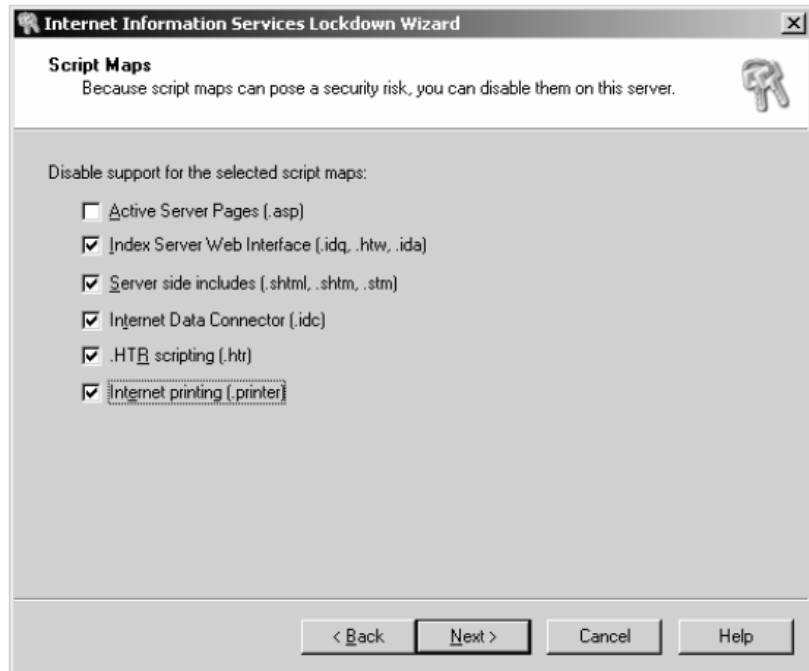 Internet Information Services Lockdown Wizard
Script Maps
Because script maps can pose a security risk, you can disable them on this server.
Disable support for the selected script maps:
Active Server Pages (.asp)
Index Server Web Interface (.idq, .htw, .ida)
Server side includes (.shtml, .shtm, .stm)
Internet Data Connector (.idc)
.HTR scripting (.htr)
Internet printing (.printer)
< Back Next > Cancel Help